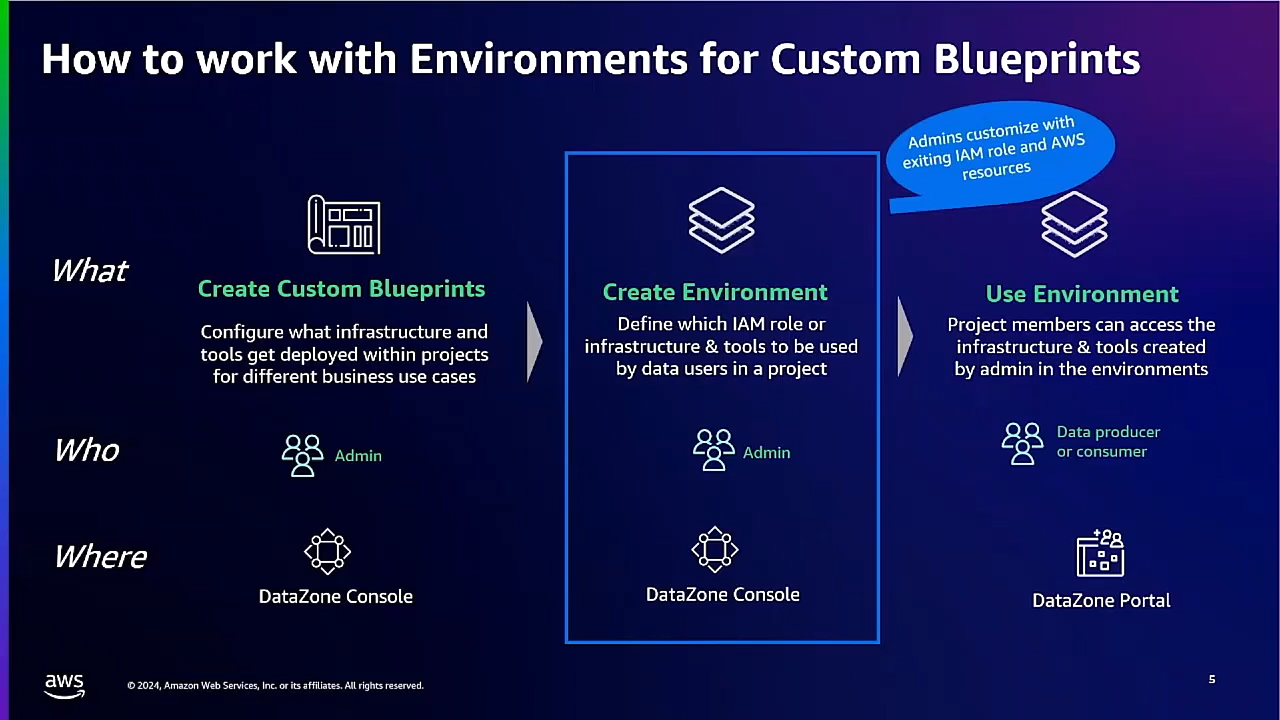 How to work with Environments for Custom Blueprints
Admins customize with
exiting IAM role and AWS
resources
What
Create Custom Blueprints
Configure what infrastructure and
tools get deployed within projects
for different business use cases
Create Environment
Define which IAM role or
infrastructure & tools to be used
by data users in a project
Use Environment
Project members can access the
infrastructure & tools created
by admin in the environments
Who
Admin
Admin
Data producer
or consumer
Where
DataZone Console
DataZone Console
DataZone Portal
aws
© 2024, Amazon Web Services, Inc. or its affiliates. All rights reserved.
5